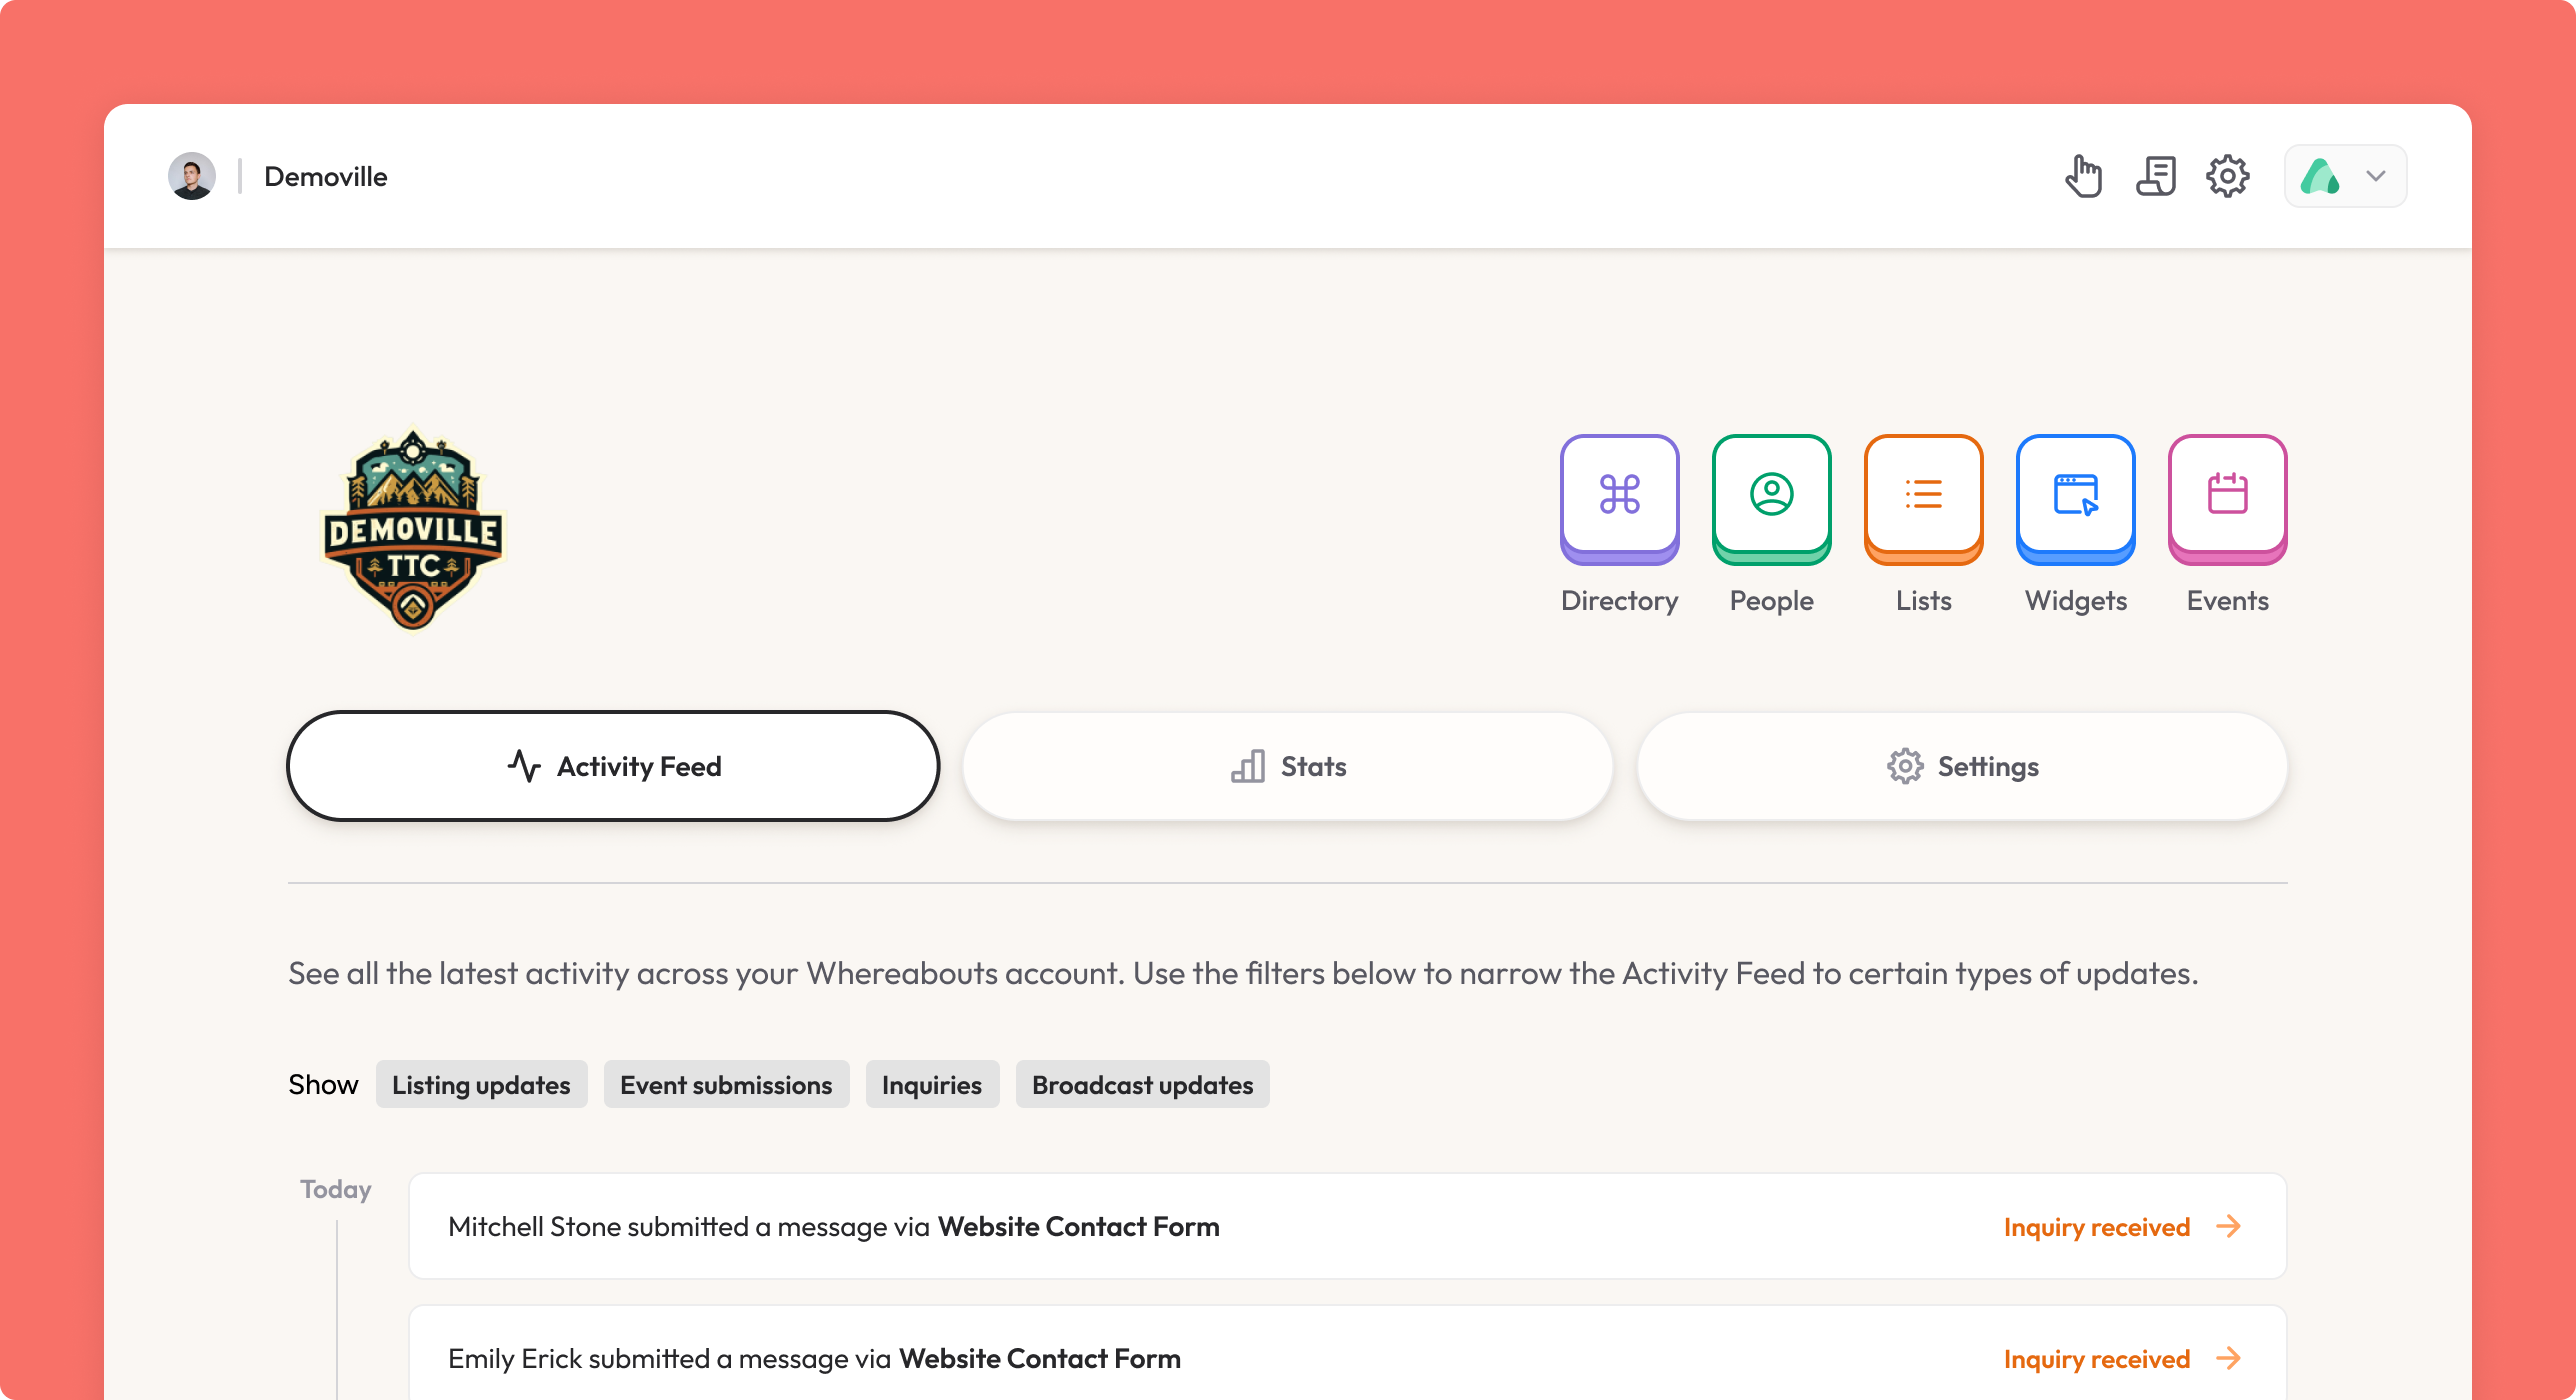 Demoville
DEMOVILLE
TTC
Directory
People
Lists
Widgets
Events
Activity Feed
Stats
Settings
See all the latest activity across your Whereabouts account. Use the filters below to narrow the Activity Feed to certain types of updates.
Show Listing updates Event submissions Inquiries Broadcast updates
Today
Mitchell Stone submitted a message via Website Contact Form Inquiry received
Emily Erick submitted a message via Website Contact Form Inquiry received